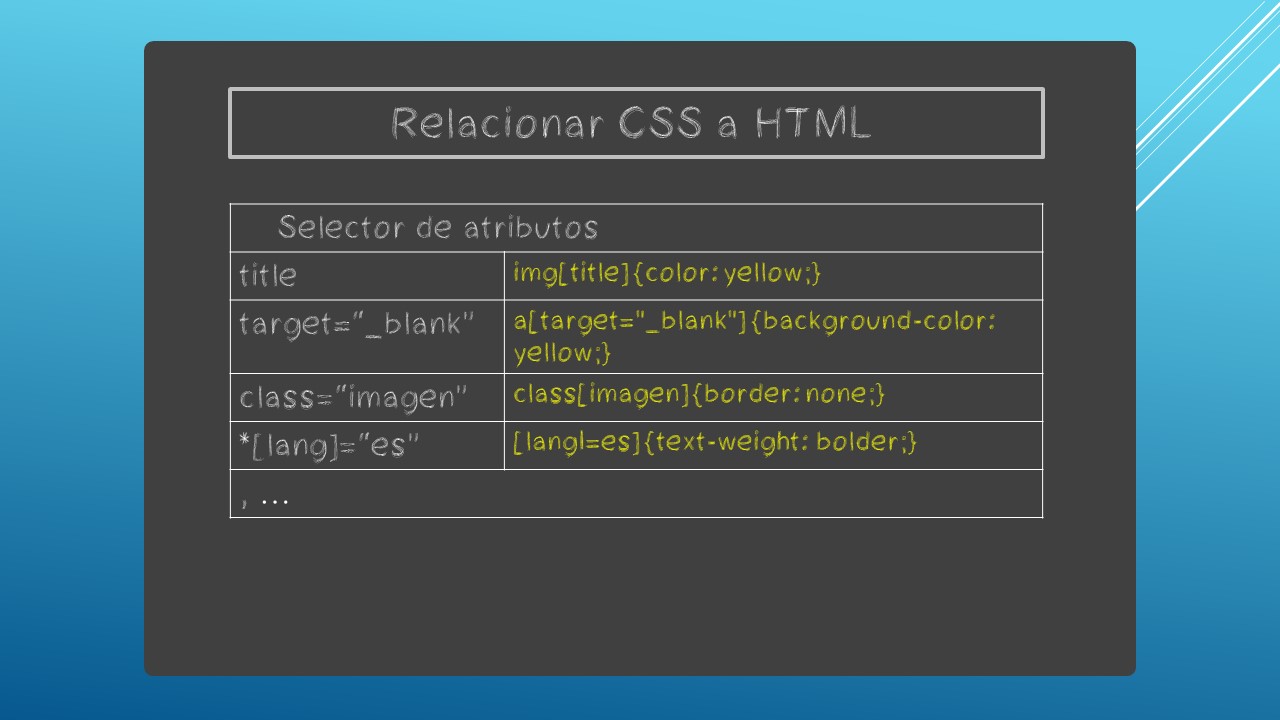 Relacionar CSS a HTML
Selector de atributos
title
img[title]{color: yellow;}
target="_blank"
a[target="_blank"]{background-color:
yellow;}
class="imagen"
class[imagen]{border: none;}
*[lang]="es"
[lang|=es]{text-weight: bolder;}
, ...